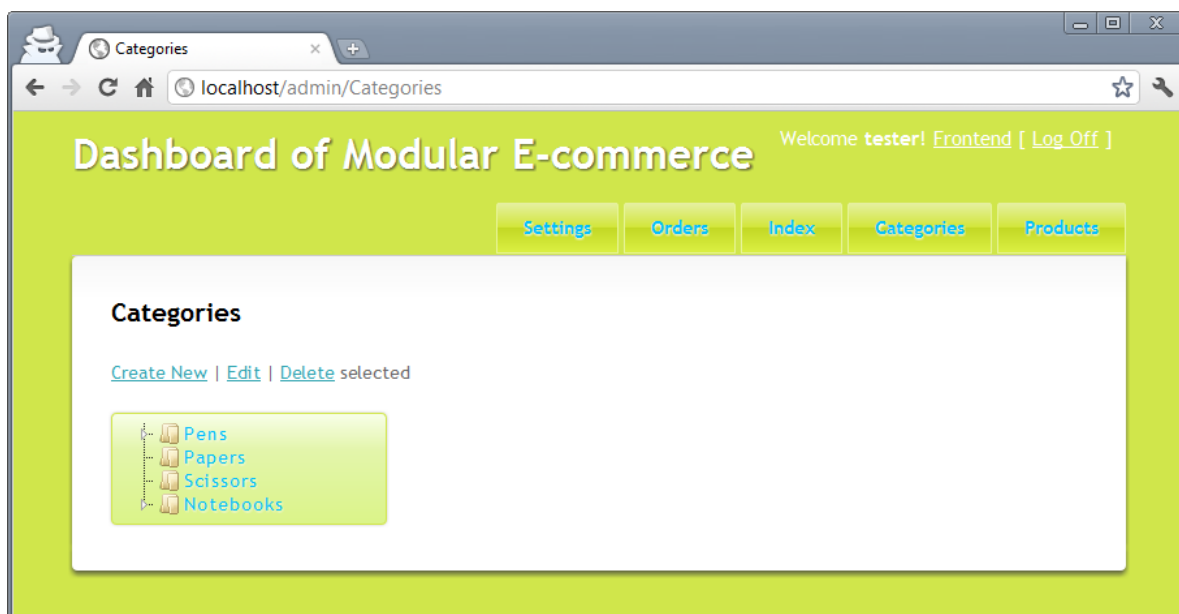 Categories
localhost/admin/Categories
Welcome tester! Frontend [ Log Off ]
Dashboard of Modular E-commerce
Settings Orders Index Categories Products
Categories
Create New | Edit | Delete selected
Pens
Papers
Scissors
Notebooks